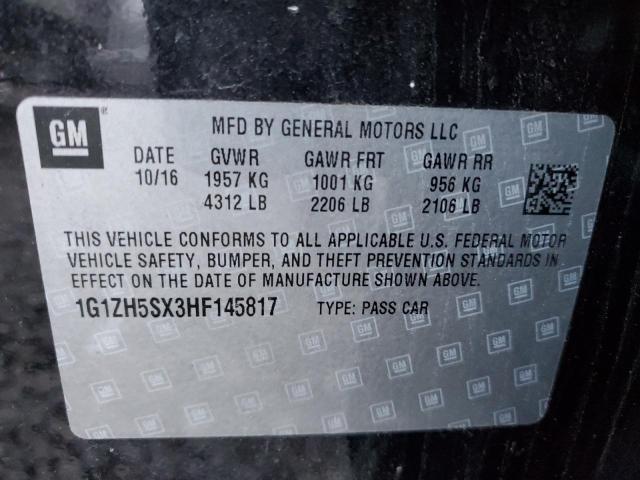 GM ®
MFD BY GENERAL MOTORS LLC
DATE GVWR GAWR FRT GAWR RR
10/16 1957 KG 1001 KG 956 KG
4312 LB 2206 LB 2106 LB
THIS VEHICLE CONFORMS TO ALL APPLICABLE U.S. FEDERAL MOTOR
VEHICLE SAFETY, BUMPER, AND THEFT PREVENTION STANDARDS IN
EFFECT ON THE DATE OF MANUFACTURE SHOWN ABOVE.
1G1ZH5SX3HF145817 TYPE: PASS CAR